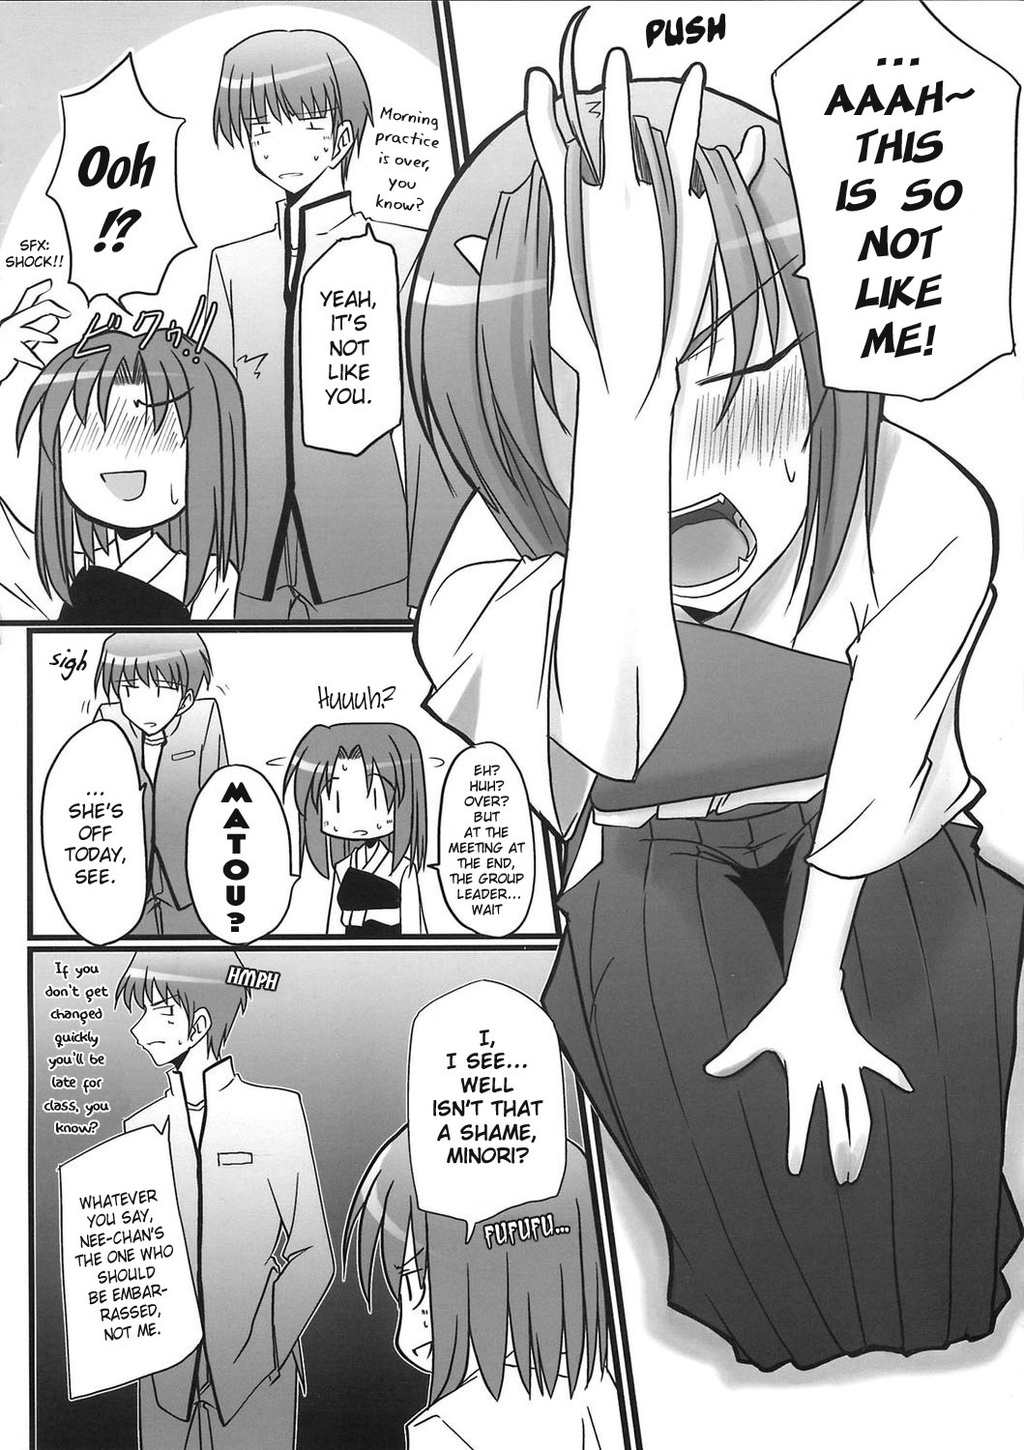 PUSH
...
AAAH~
THIS
IS SO
NOT
LIKE
ME!
Morning
practice
is over,
you
know?
YEAH,
IT'S
NOT
LIKE
YOU.
Ooh
!?
SFX:
SHOCK!!
ビクゥ!!
EH?
HUH?
OVER?
BUT
AT THE
MEETING AT
THE END,
THE GROUP
LEADER...
WAIT
Huuuh?
MATOU?
sigh
...
SHE'S
OFF
TODAY,
SEE.
I,
I SEE...
WELL
ISN'T THAT
A SHAME,
MINORI?
FUFUFU...
HMPH
If you
don't get
changed
quickly
you'll be
late for
class, you
know?
WHATEVER
YOU SAY,
NEE-CHAN'S
THE ONE WHO
SHOULD
BE EMBAR-
RASSED,
NOT ME.